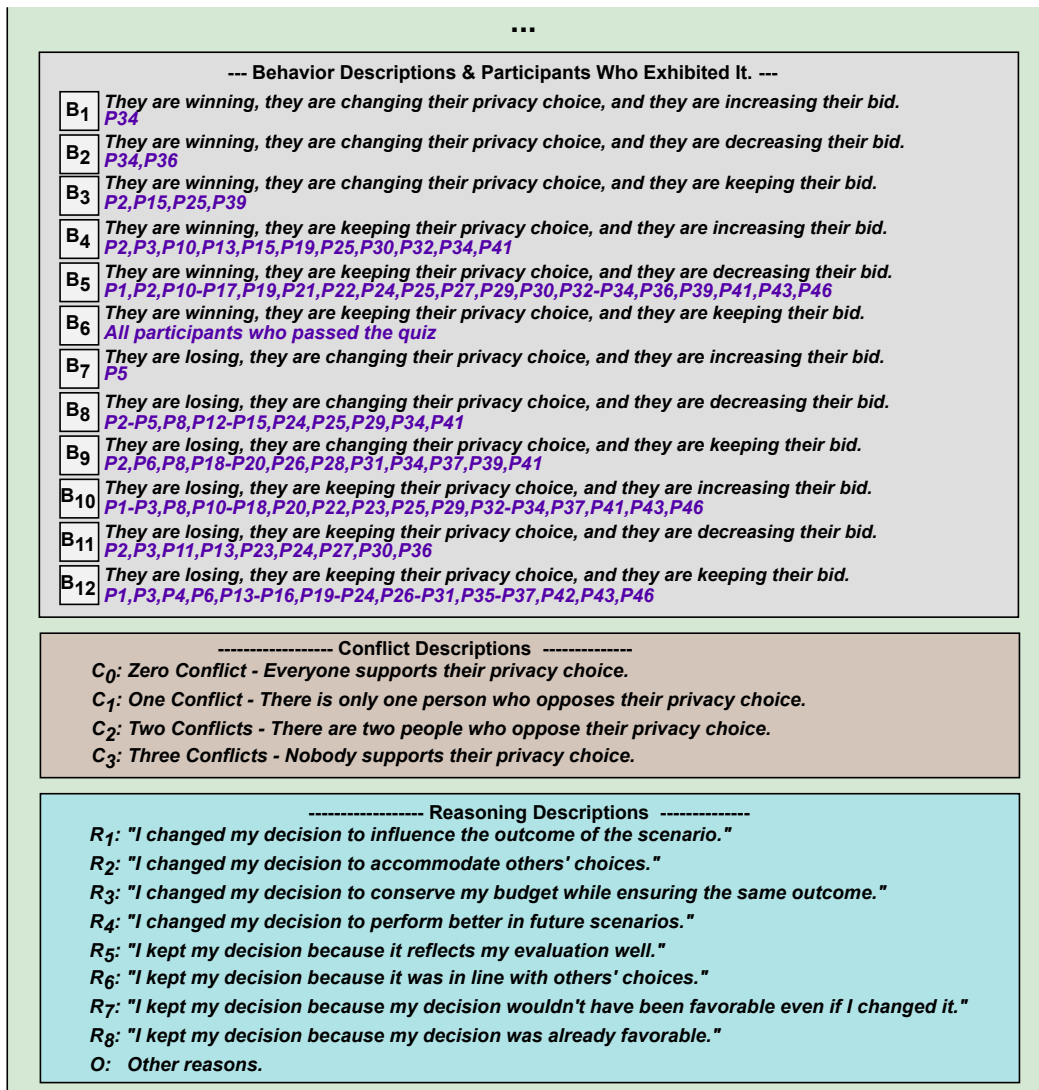 ...
--- Behavior Descriptions & Participants Who Exhibited It. ---
B1 They are winning, they are changing their privacy choice, and they are increasing their bid.
P34
B2 They are winning, they are changing their privacy choice, and they are decreasing their bid.
P34,P36
B3 They are winning, they are changing their privacy choice, and they are keeping their bid.
P2,P15,P25,P39
B4 They are winning, they are keeping their privacy choice, and they are increasing their bid.
P2,P3,P10,P13,P15,P19,P25,P30,P32,P34,P41
B5 They are winning, they are keeping their privacy choice, and they are decreasing their bid.
P1,P2,P10-P17,P19,P21,P22,P24,P25,P27,P29,P30,P32-P34,P36,P39,P41,P43,P46
B6 They are winning, they are keeping their privacy choice, and they are keeping their bid.
All participants who passed the quiz
B7 They are losing, they are changing their privacy choice, and they are increasing their bid.
P5
B8 They are losing, they are changing their privacy choice, and they are decreasing their bid.
P2-P5,P8,P12-P15,P24,P25,P29,P34,P41
B9 They are losing, they are changing their privacy choice, and they are keeping their bid.
P2,P6,P8,P18-P20,P26,P28,P31,P34,P37,P39,P41
B10 They are losing, they are keeping their privacy choice, and they are increasing their bid.
P1-P3,P8,P10-P18,P20,P22,P23,P25,P29,P32-P34,P37,P41,P43,P46
B11 They are losing, they are keeping their privacy choice, and they are decreasing their bid.
P2,P3,P11,P13,P23,P24,P27,P30,P36
B12 They are losing, they are keeping their privacy choice, and they are keeping their bid.
P1,P3,P4,P6,P13-P16,P19-P24,P26-P31,P35-P37,P42,P43,P46
------------------ Conflict Descriptions --------------
C0: Zero Conflict - Everyone supports their privacy choice.
C1: One Conflict - There is only one person who opposes their privacy choice.
C2: Two Conflicts - There are two people who oppose their privacy choice.
C3: Three Conflicts - Nobody supports their privacy choice.
------------------ Reasoning Descriptions --------------
R1: "I changed my decision to influence the outcome of the scenario."
R2: "I changed my decision to accommodate others' choices."
R3: "I changed my decision to conserve my budget while ensuring the same outcome."
R4: "I changed my decision to perform better in future scenarios."
R5: "I kept my decision because it reflects my evaluation well."
R6: "I kept my decision because it was in line with others' choices."
R7: "I kept my decision because my decision wouldn't have been favorable even if I changed it."
R8: "I kept my decision because my decision was already favorable."
O: Other reasons.